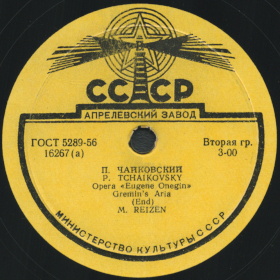 СССР
АПРЕЛЕВСКИЙ ЗАВОД
ГОСТ 5289-56
16267 (а)
Вторая гр.
3-00
П. ЧАЙКОВСКИЙ
P. TCHAIKOVSKY
Opera «Eugene Onegin»
Gremin's Aria
(End)
M. REIZEN
МИНИСТЕРСТВО КУЛЬТУРЫ СССР